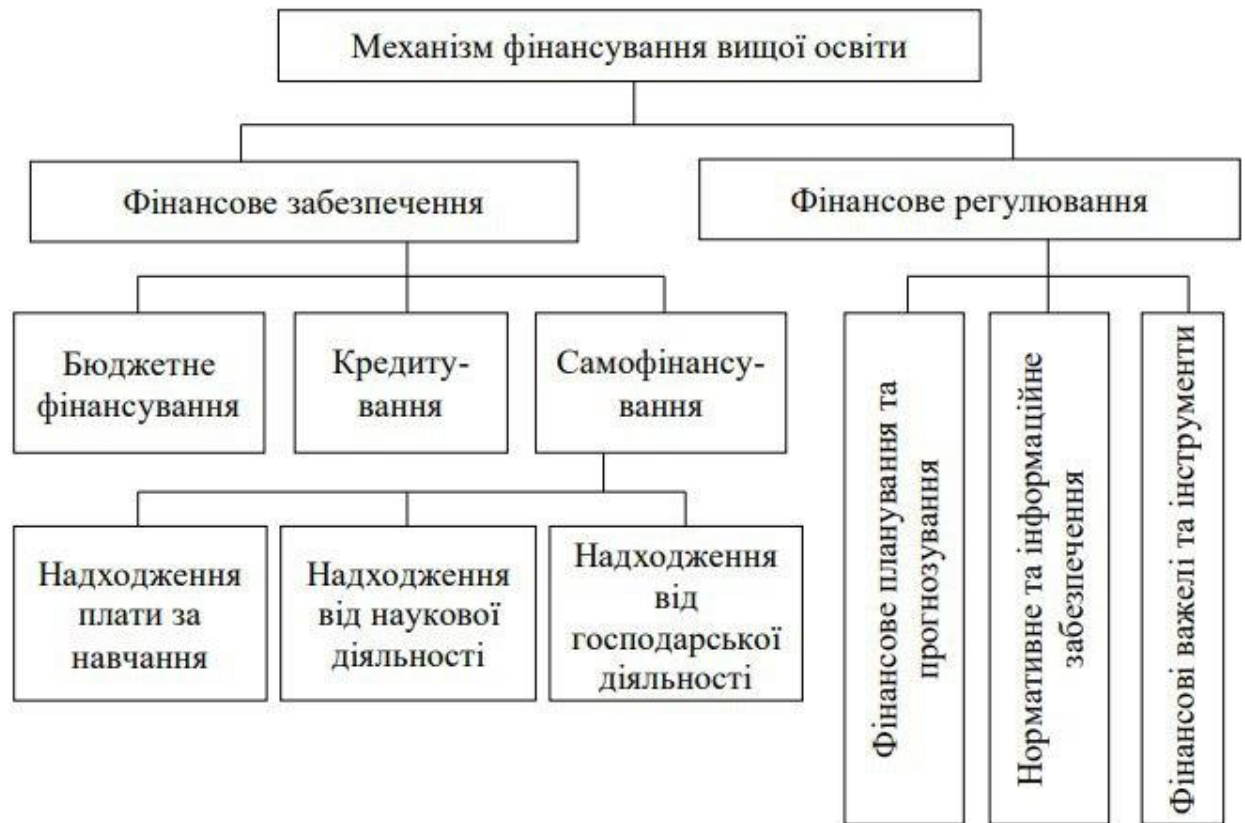 Механізм фінансування вищої освіти
Фінансове забезпечення
Фінансове регулювання
Бюджетне
фінансування
Кредиту-
вання
Самофінансу-
вання
Надходження
плати за
навчання
Надходження
від наукової
діяльності
Надходження
від
господарської
діяльності
Фінансове планування та
прогнозування
Нормативне та інформаційне
забезпечення
Фінансові важелі та інструменти